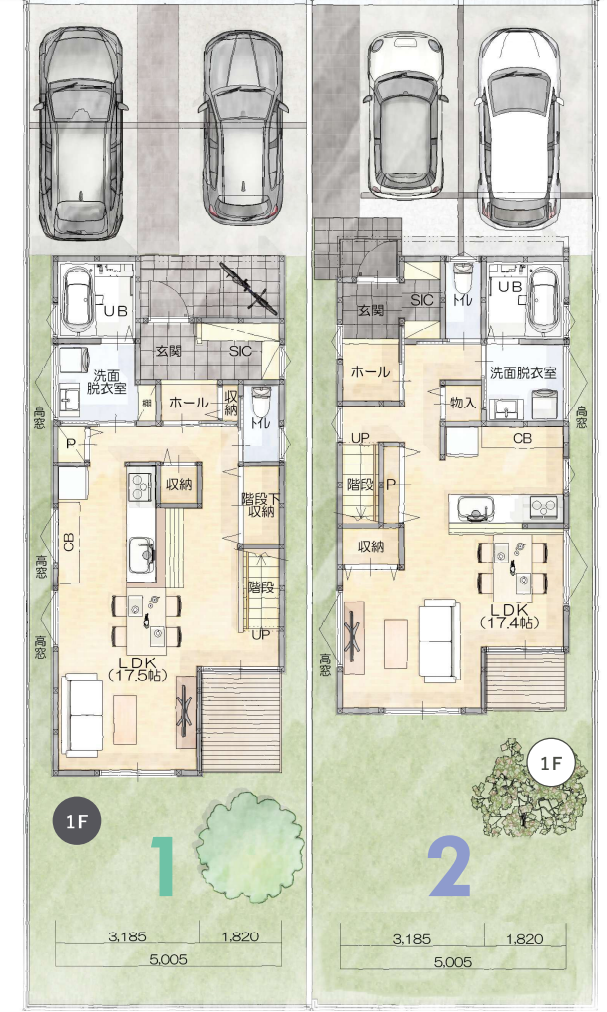 UB
玄関
SIC
洗面
脱衣室
棚
ホール
収納
トイレ
高窓
P
収納
階段下
収納
CB
高窓
階段
UP
高窓
LDK
(17.5帖)
1F
1
3,185
1,820
5,005
玄関
SIC
トイレ
UB
ホール
洗面脱衣室
物入
高窓
UP
CB
階段
P
収納
LDK
(17.4帖)
高窓
1F
2
3,185
1,820
5,005